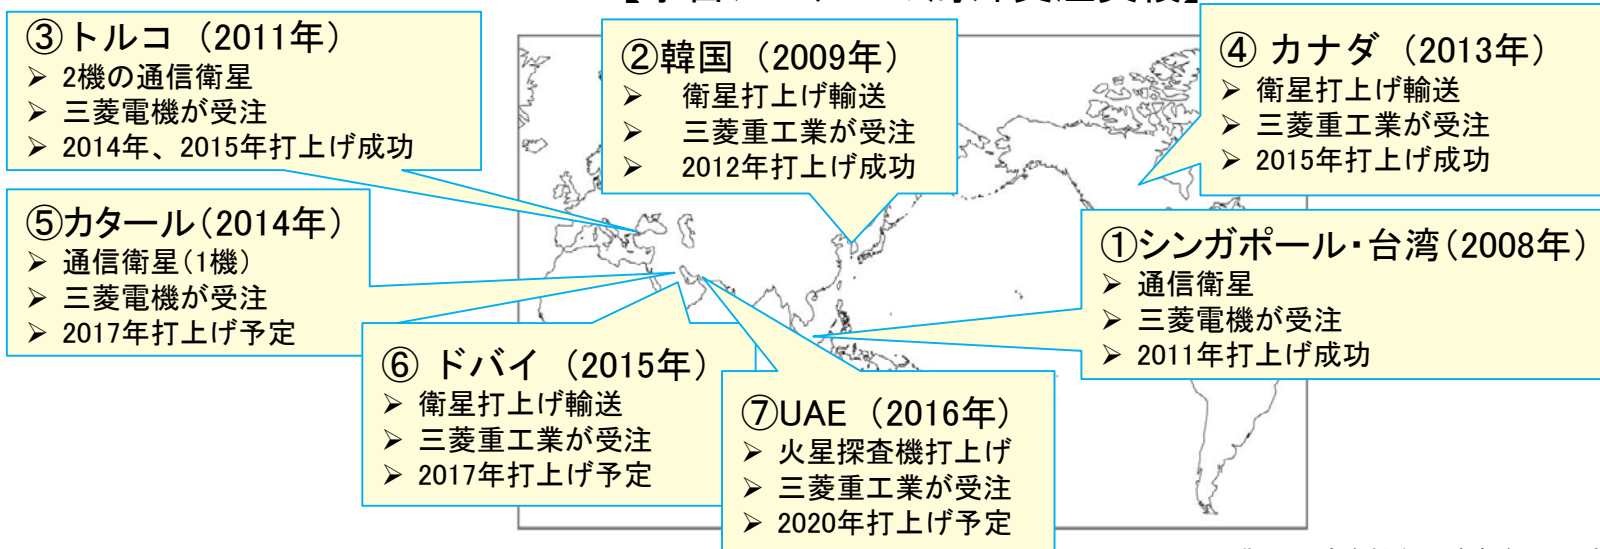 ③トルコ （2011年）
➢ 2機の通信衛星
➢ 三菱電機が受注
➢ 2014年、2015年打上げ成功
②韓国 （2009年）
➢ 衛星打上げ輸送
➢ 三菱重工業が受注
➢ 2012年打上げ成功
④ カナダ （2013年）
➢ 衛星打上げ輸送
➢ 三菱重工業が受注
➢ 2015年打上げ成功
⑤カタール（2014年）
➢ 通信衛星（1機）
➢ 三菱電機が受注
➢ 2017年打上げ予定
①シンガポール・台湾（2008年）
➢ 通信衛星
➢ 三菱電機が受注
➢ 2011年打上げ成功
⑥ ドバイ （2015年）
➢ 衛星打上げ輸送
➢ 三菱重工業が受注
➢ 2017年打上げ予定
⑦UAE （2016年）
➢ 火星探査機打上げ
➢ 三菱重工業が受注
➢ 2020年打上げ予定